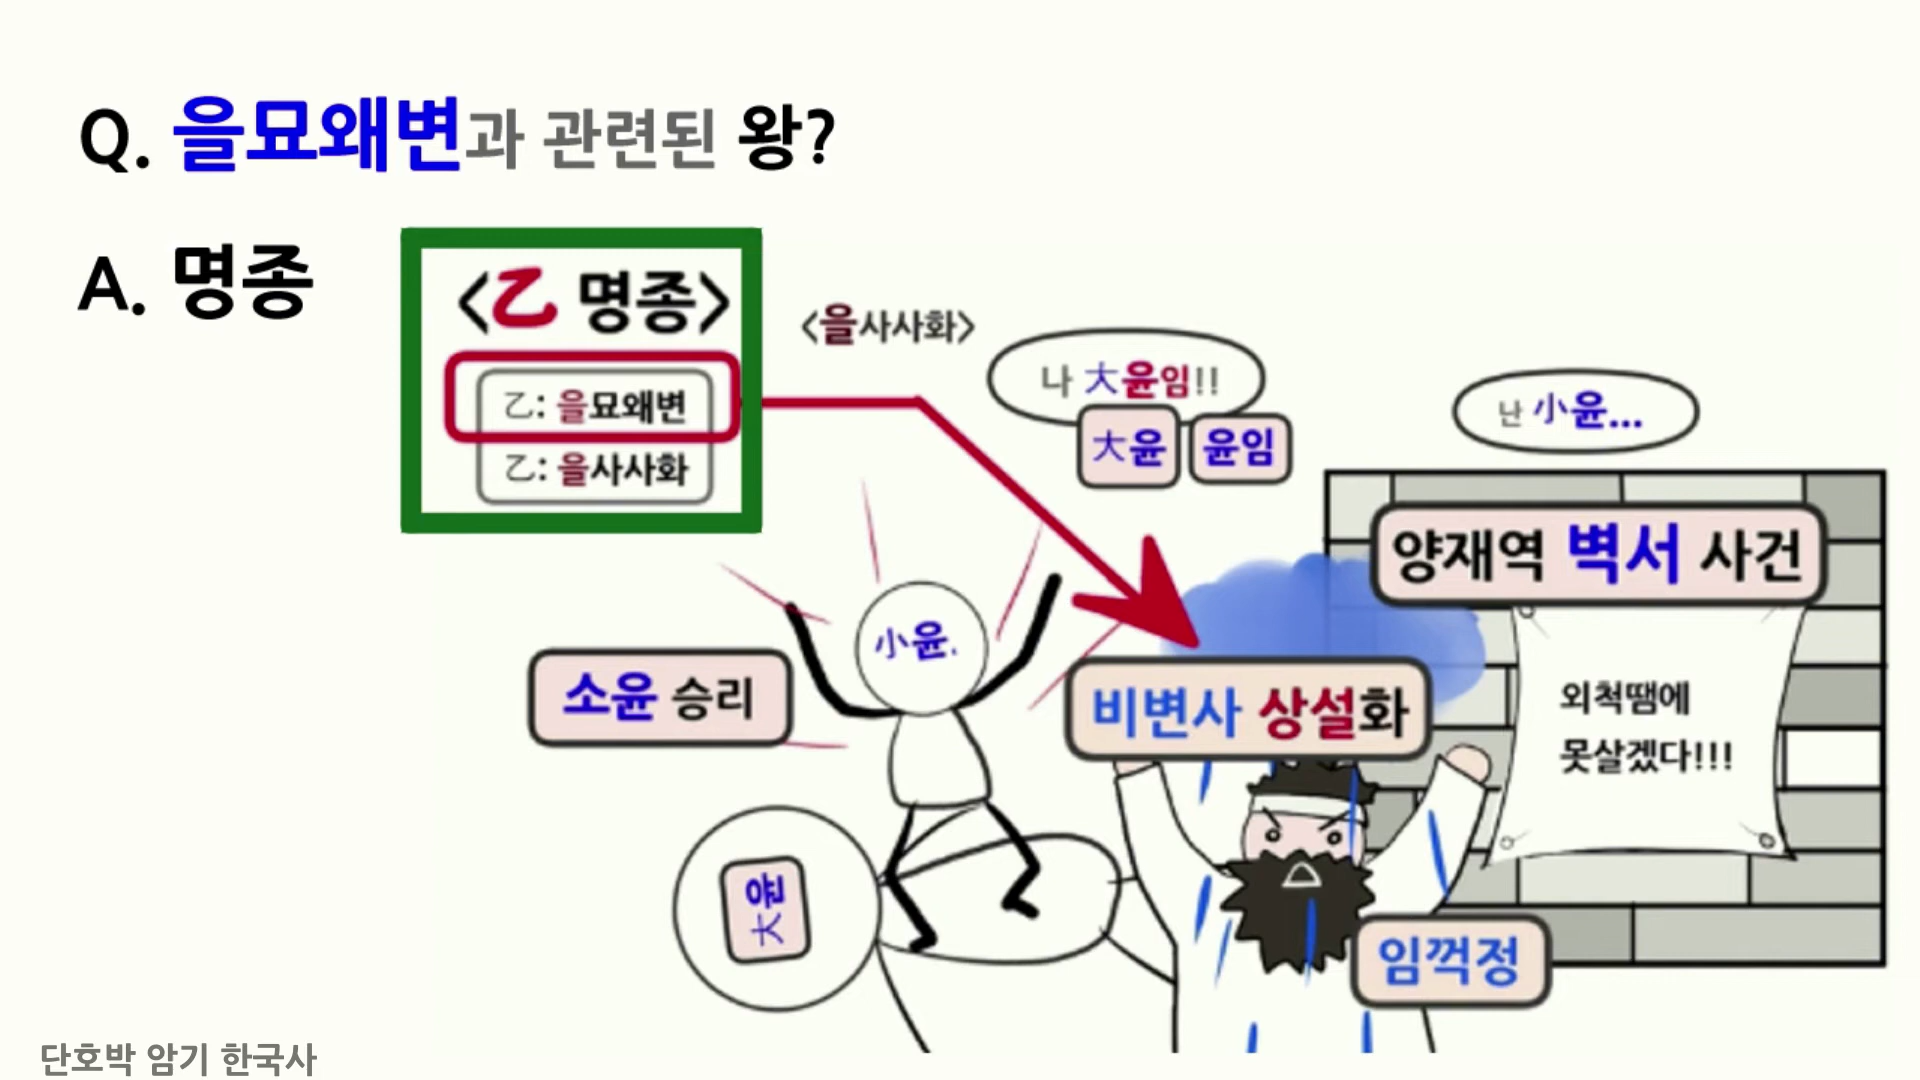 Q. 을묘왜변과 관련된 왕?
A. 명종
<乙 명종>
乙: 을묘왜변
乙: 을사사화
<을사사화>
나 大윤임!!
大윤 윤임
난 小윤...
양재역 벽서 사건
외척땜에
못살겠다!!!
小윤.
소윤 승리
비변사 상설화
大윤
임꺽정
단호박 암기 한국사